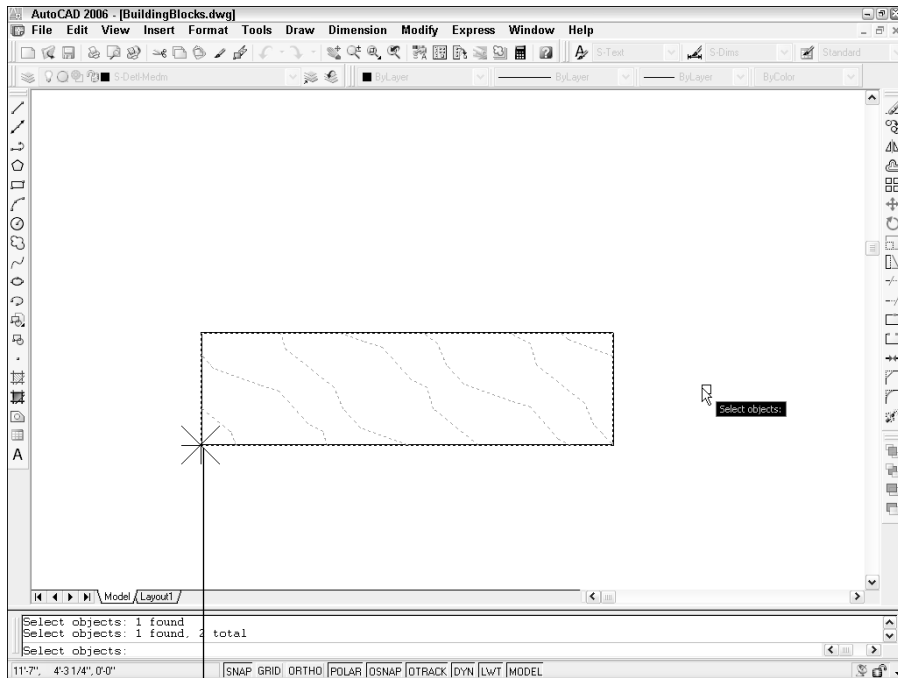 AutoCAD 2006 - [BuildingBlocks.dwg]
File Edit View Insert Format Tools Draw Dimension Modify Express Window Help
S-Text S-Dims Standard
S-Detl-Medm ByLayer ByLayer ByLayer ByColor
A
Select objects:
Model Layout1
Select objects: 1 found
Select objects: 1 found, 2 total
Select objects:
11'-7", 4'-3 1/4", 0'-0" SNAP GRID ORTHO POLAR OSNAP OTRACK DYN LWT MODEL